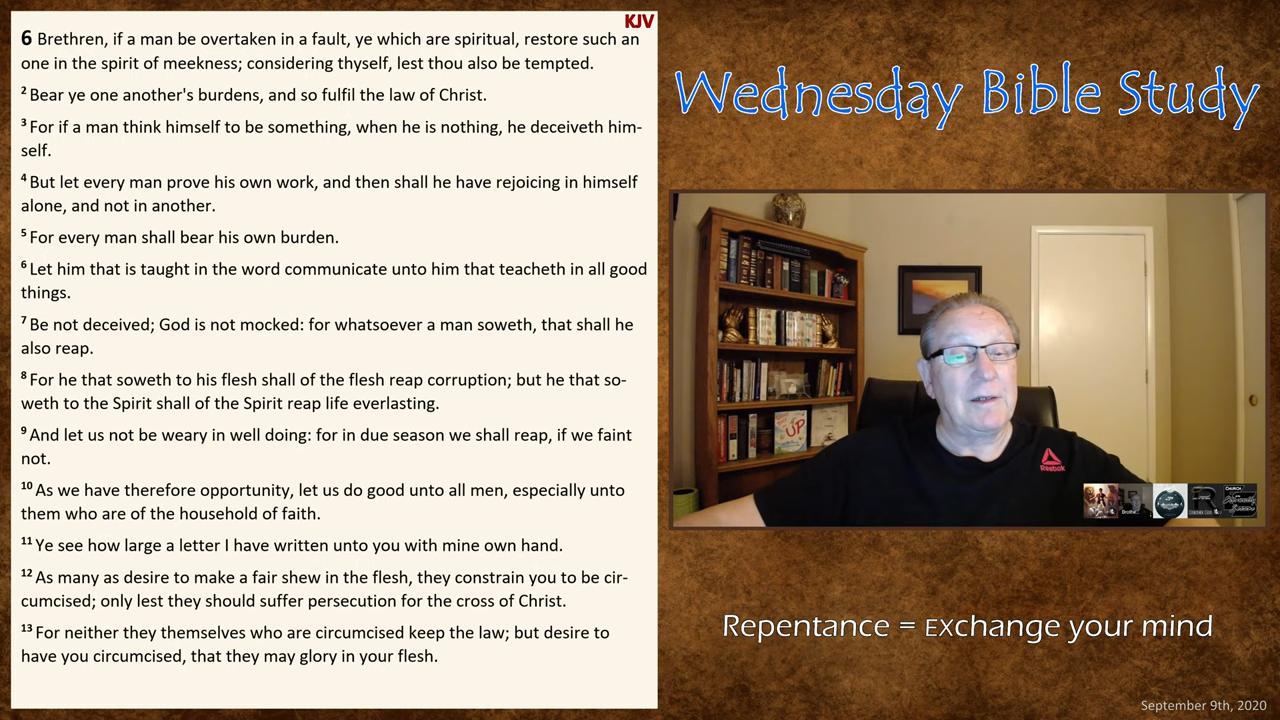 KJV
6 Brethren, if a man be overtaken in a fault, ye which are spiritual, restore such an
one in the spirit of meekness; considering thyself, lest thou also be tempted.
2 Bear ye one another's burdens, and so fulfil the law of Christ.
3 For if a man think himself to be something, when he is nothing, he deceiveth him-
self.
4 But let every man prove his own work, and then shall he have rejoicing in himself
alone, and not in another.
5 For every man shall bear his own burden.
6 Let him that is taught in the word communicate unto him that teacheth in all good
things.
7 Be not deceived; God is not mocked: for whatsoever a man soweth, that shall he
also reap.
8 For he that soweth to his flesh shall of the flesh reap corruption; but he that so-
weth to the Spirit shall of the Spirit reap life everlasting.
9 And let us not be weary in well doing: for in due season we shall reap, if we faint
not.
10 As we have therefore opportunity, let us do good unto all men, especially unto
them who are of the household of faith.
11 Ye see how large a letter I have written unto you with mine own hand.
12 As many as desire to make a fair shew in the flesh, they constrain you to be cir-
cumcised; only lest they should suffer persecution for the cross of Christ.
13 For neither they themselves who are circumcised keep the law; but desire to
have you circumcised, that they may glory in your flesh.
Wednesday Bible Study
UP
Reebok
Repentance = EXchange your mind
September 9th, 2020